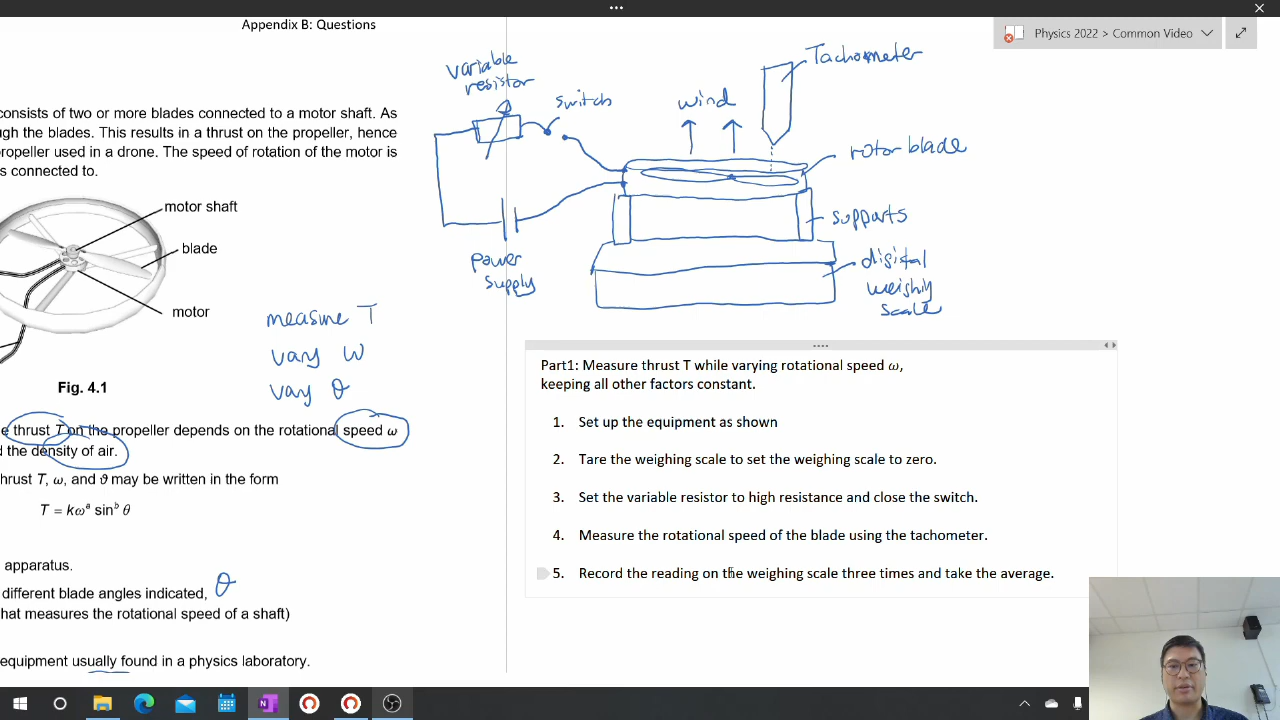 Appendix B: Questions
Physics 2022 > Common Video
consists of two or more blades connected to a motor shaft. As
gh the blades. This results in a thrust on the propeller, hence
propeller used in a drone. The speed of rotation of the motor is
s connected to.
motor shaft
blade
motor
Fig. 4.1
measure T
vary ω
vary θ
e thrust T on the propeller depends on the rotational speed ω
d the density of air.
hrust T, ω, and ϑ may be written in the form
T = kωᵃ sinᵇ θ
apparatus.
different blade angles indicated, θ
hat measures the rotational speed of a shaft)
equipment usually found in a physics laboratory.
variable
resistor
switch
wind
Tachometer
rotor blade
supports
power
supply
digital
weighing
scale
Part1: Measure thrust T while varying rotational speed ω,
keeping all other factors constant.
1. Set up the equipment as shown
2. Tare the weighing scale to set the weighing scale to zero.
3. Set the variable resistor to high resistance and close the switch.
4. Measure the rotational speed of the blade using the tachometer.
5. Record the reading on the weighing scale three times and take the average.